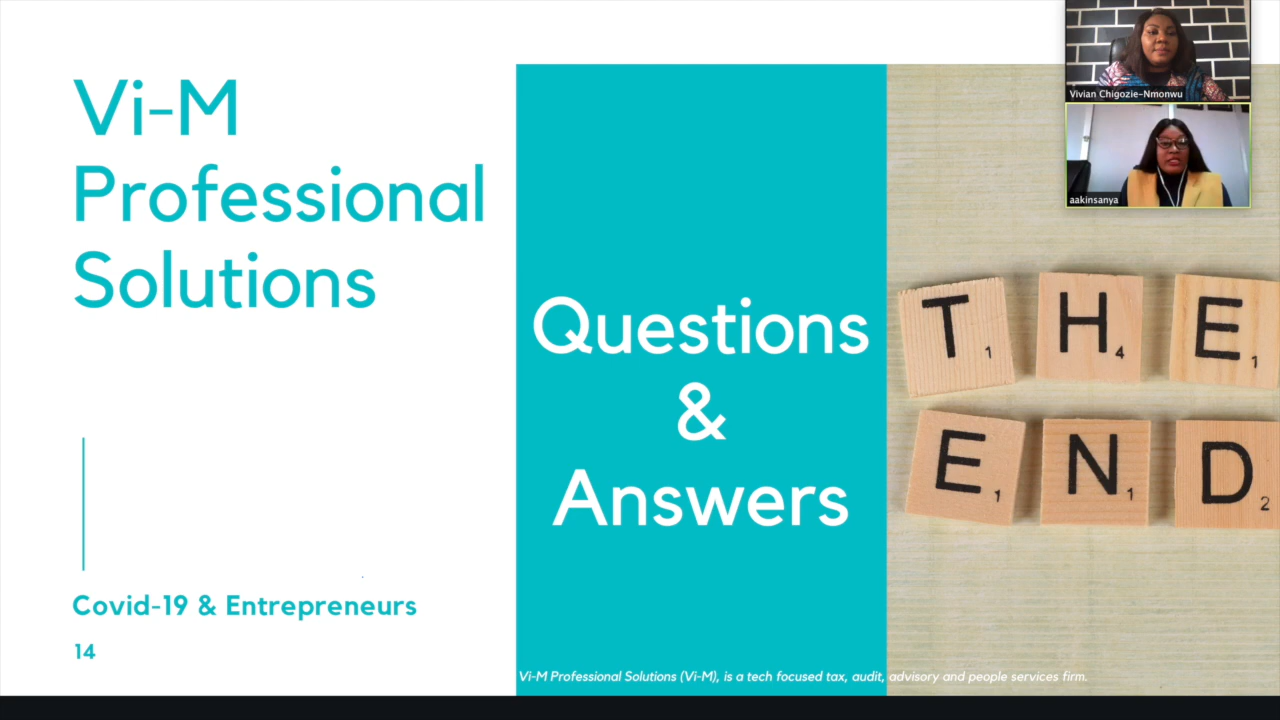 Vi-M
Professional
Solutions
Covid-19 & Entrepreneurs
14
Questions
&
Answers
Vi-M Professional Solutions (Vi-M), is a tech focused tax, audit, advisory and people services firm.
Vivian Chigozie-Nmonwu
aakinsanya
T1 H4 E1
E1 N1 D2